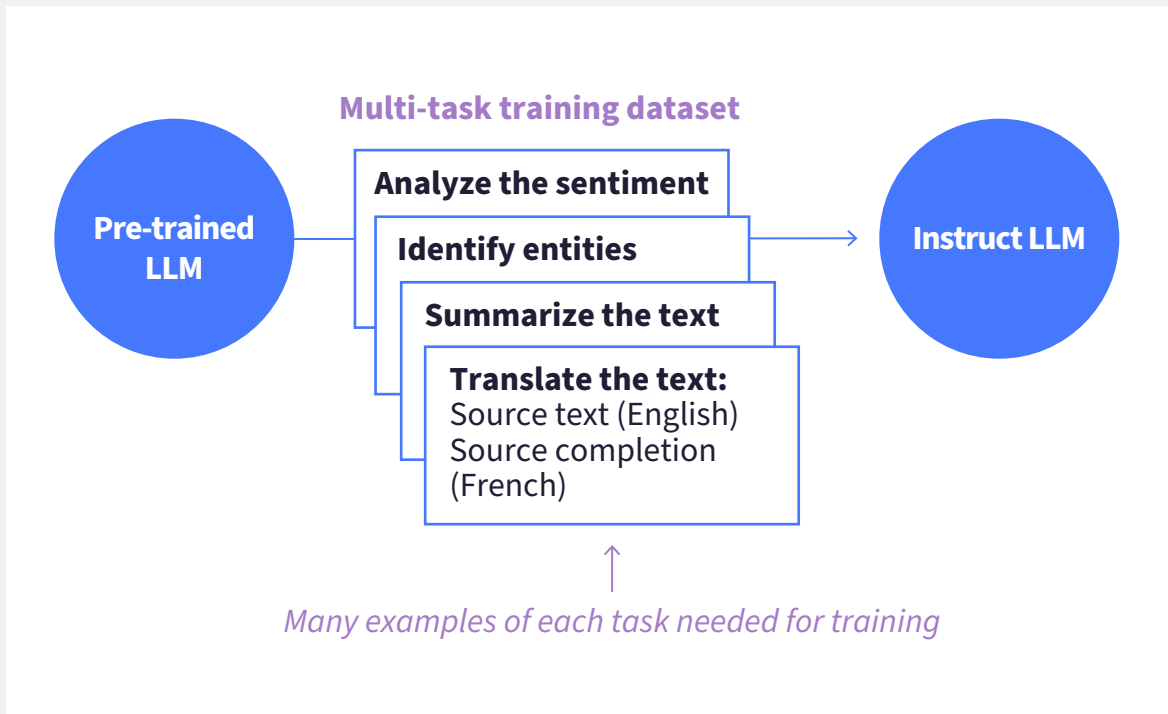 Multi-task training dataset
Pre-trained
LLM
Analyze the sentiment
Identify entities
Summarize the text
Translate the text:
Source text (English)
Source completion
(French)
Instruct LLM
Many examples of each task needed for training